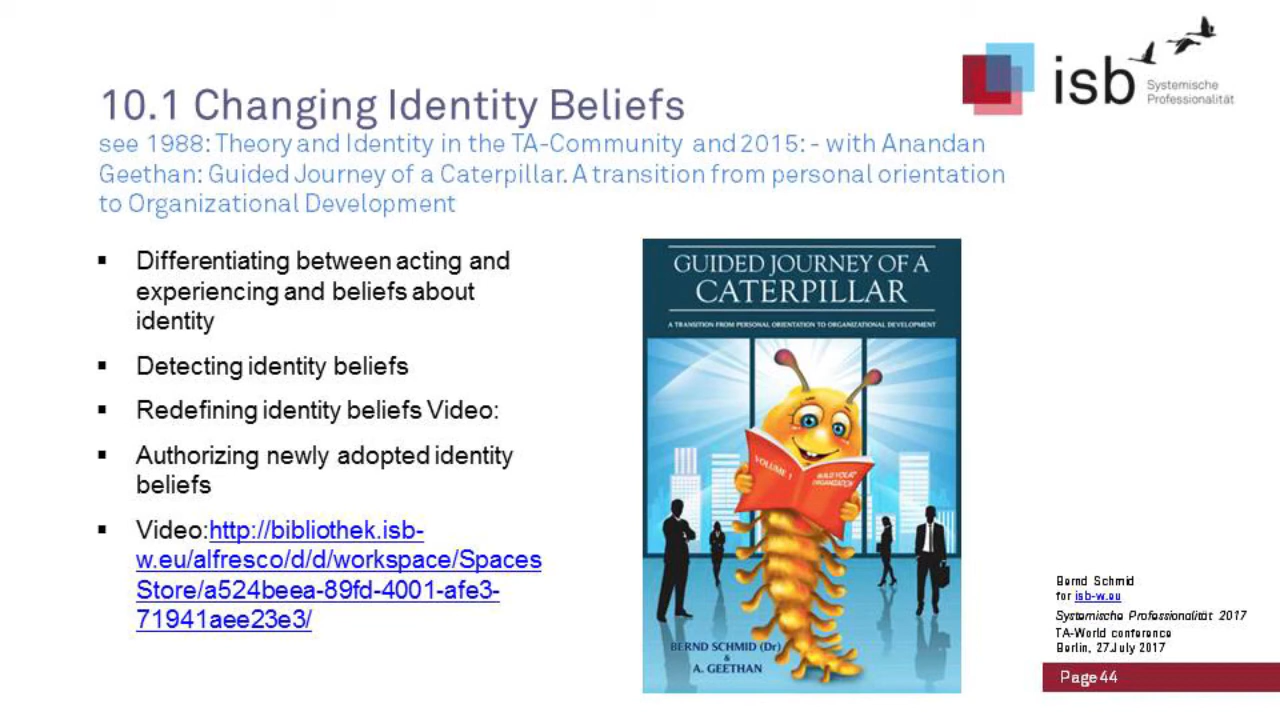 isb
Systemische
Professionalität
10.1 Changing Identity Beliefs
see 1988: Theory and Identity in the TA-Community and 2015: - with Anandan
Geethan: Guided Journey of a Caterpillar. A transition from personal orientation
to Organizational Development
▪ Differentiating between acting and
experiencing and beliefs about
identity
▪ Detecting identity beliefs
▪ Redefining identity beliefs Video:
▪ Authorizing newly adopted identity
beliefs
▪ Video:http://bibliothek.isb-
w.eu/alfresco/d/d/workspace/Spaces
Store/a524beea-89fd-4001-afe3-
71941aee23e3/
GUIDED JOURNEY OF A
CATERPILLAR
A TRANSITION FROM PERSONAL ORIENTATION TO ORGANIZATIONAL DEVELOPMENT
VOLUME 1
BUILD YOUR
ORGANIZATION
BERND SCHMID (Dr)
&
A. GEETHAN
Bernd Schmid
for isb-w.eu
Systemische Professionalität 2017
TA-World conference
Berlin, 27.July 2017
Page 44